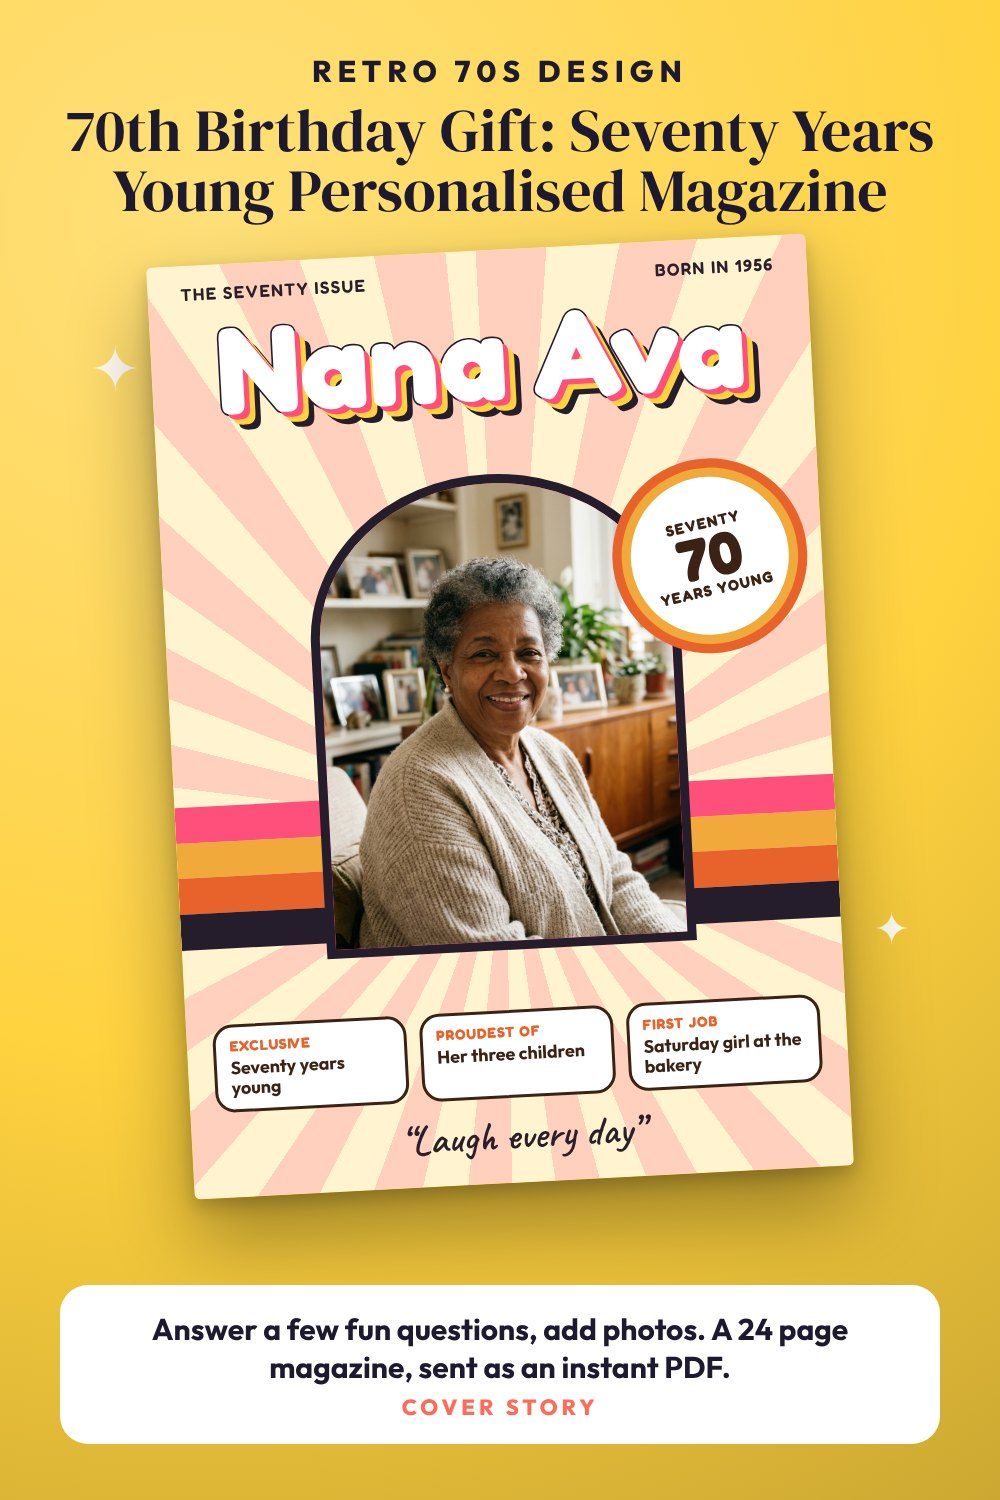 RETRO 70S DESIGN
70th Birthday Gift: Seventy Years
Young Personalised Magazine
THE SEVENTY ISSUE
BORN IN 1956
Nana Ava
SEVENTY
70
YEARS YOUNG
EXCLUSIVE
Seventy years
young
PROUDEST OF
Her three children
FIRST JOB
Saturday girl at the
bakery
“Laugh every day”
Answer a few fun questions, add photos. A 24 page
magazine, sent as an instant PDF.
COVER STORY